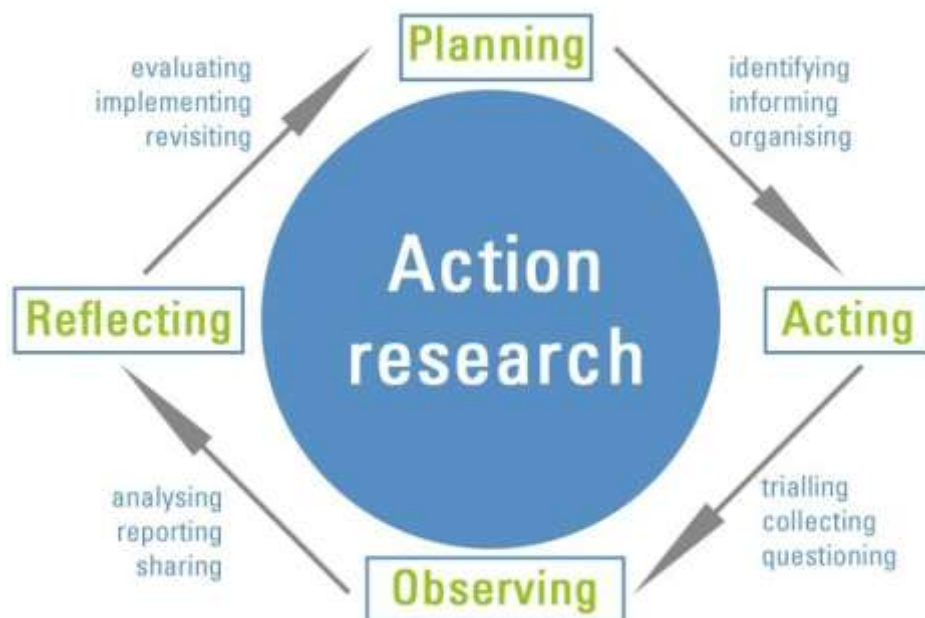 Planning
identifying
informing
organising
Acting
trialling
collecting
questioning
Observing
analysing
reporting
sharing
Reflecting
evaluating
implementing
revisiting
Action
research